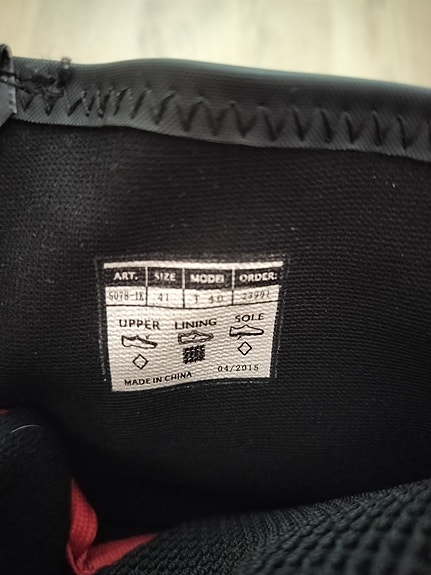 ART. SIZE MODEL ORDER:
41
UPPER LINING SOLE
MADE IN CHINA 04/2015